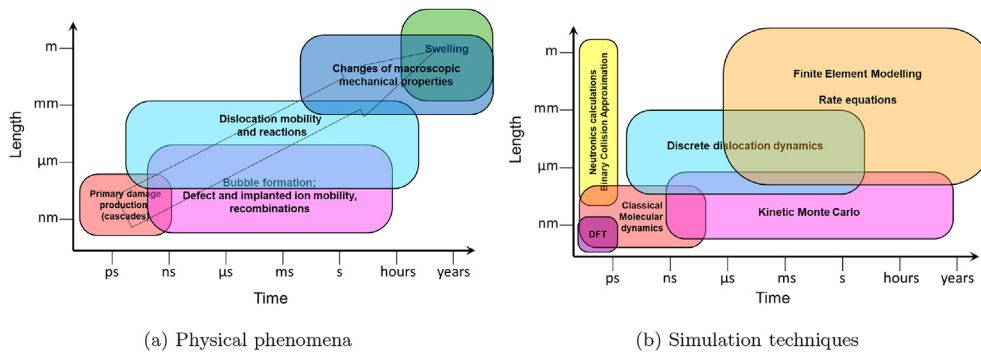 Length
m
mm
μm
nm
Swelling
Changes of macroscopic
mechanical properties
Dislocation mobility
and reactions
Bubble formation;
Defect and implanted ion mobility,
recombinations
Primary damage
production
(cascades)
ps
ns
μs
ms
s
hours
years
Time
(a) Physical phenomena
Length
m
mm
μm
nm
Neutronics calculations
Binary Collision Approximation
Finite Element Modelling
Rate equations
Discrete dislocation dynamics
Classical
Molecular
dynamics
Kinetic Monte Carlo
DFT
ps
ns
μs
ms
s
hours
years
Time
(b) Simulation techniques